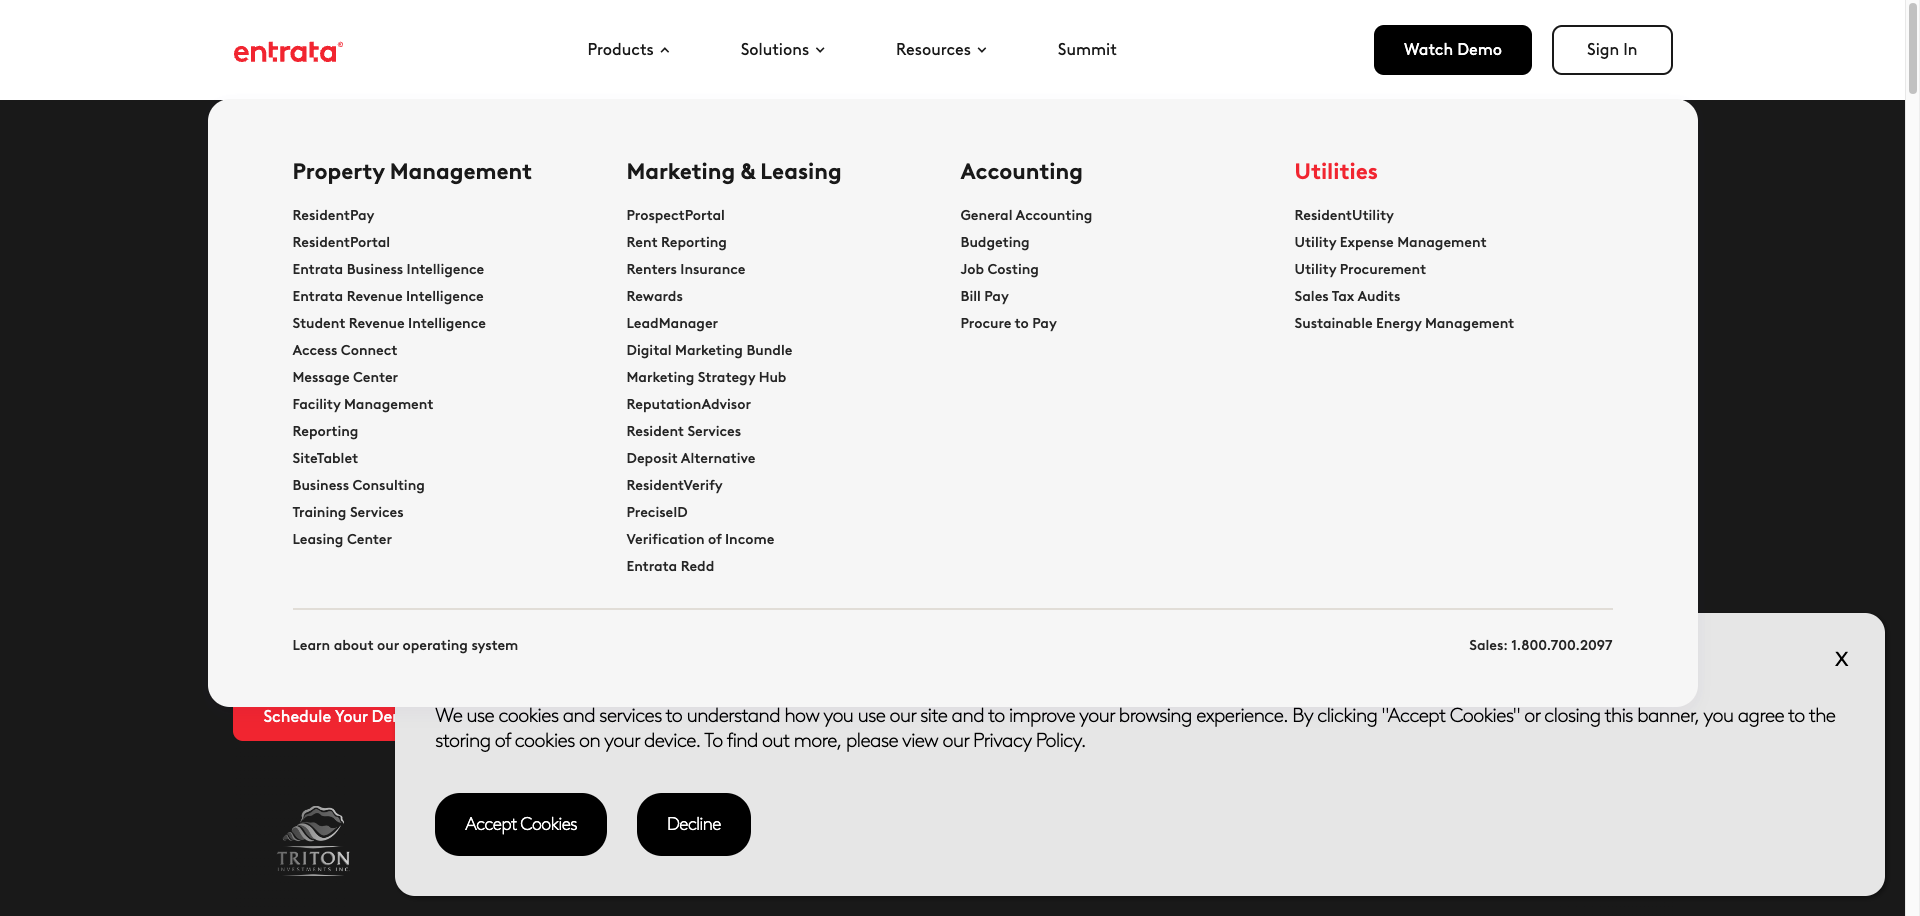 entrata
Products
Solutions
Resources
Summit
Watch Demo
Sign In
Property Management
ResidentPay
ResidentPortal
Entrata Business Intelligence
Entrata Revenue Intelligence
Student Revenue Intelligence
Access Connect
Message Center
Facility Management
Reporting
SiteTablet
Business Consulting
Training Services
Leasing Center
Marketing & Leasing
ProspectPortal
Rent Reporting
Renters Insurance
Rewards
LeadManager
Digital Marketing Bundle
Marketing Strategy Hub
ReputationAdvisor
Resident Services
Deposit Alternative
ResidentVerify
PreciseID
Verification of Income
Entrata Redd
Accounting
General Accounting
Budgeting
Job Costing
Bill Pay
Procure to Pay
Utilities
ResidentUtility
Utility Expense Management
Utility Procurement
Sales Tax Audits
Sustainable Energy Management
Learn about our operating system
Sales: 1.800.700.2097
X
Schedule Your
We use cookies and services to understand how you use our site and to improve your browsing experience. By clicking "Accept Cookies" or closing this banner, you agree to the
storing of cookies on your device. To find out more, please view our Privacy Policy.
Accept Cookies
Decline
TRITON
INVESTMENTS INC